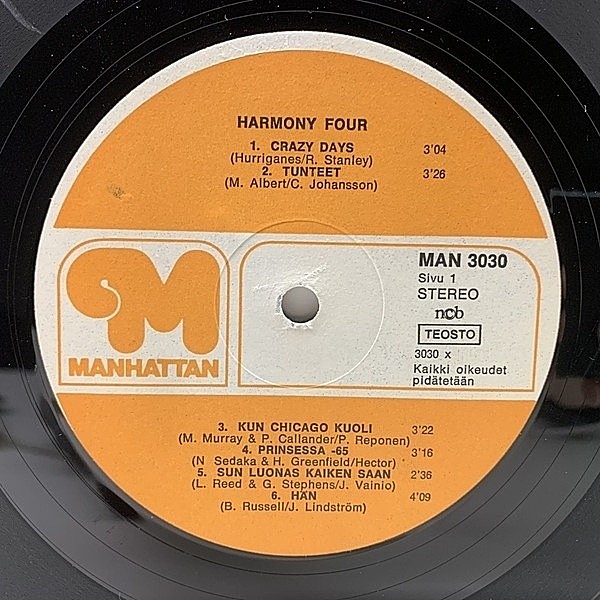 HARMONY FOUR
1. CRAZY DAYS 3'04
(Hurriganes/R. Stanley)
2. TUNTEET 3'26
(M. Albert/C. Johansson)
M
MANHATTAN
MAN 3030
Sivu 1
STEREO
ncb
TEOSTO
3030 x
Kaikki oikeudet
pidätetään
3. KUN CHICAGO KUOLI 3'22
(M. Murray & P. Callander/P. Reponen)
4. PRINSESSA -65 3'16
(N Sedaka & H. Greenfield/Hector)
5. SUN LUONAS KAIKEN SAAN 2'36
(L. Reed & G. Stephens/J. Vainio)
6. HÄN 4'09
(B. Russell/J. Lindström)